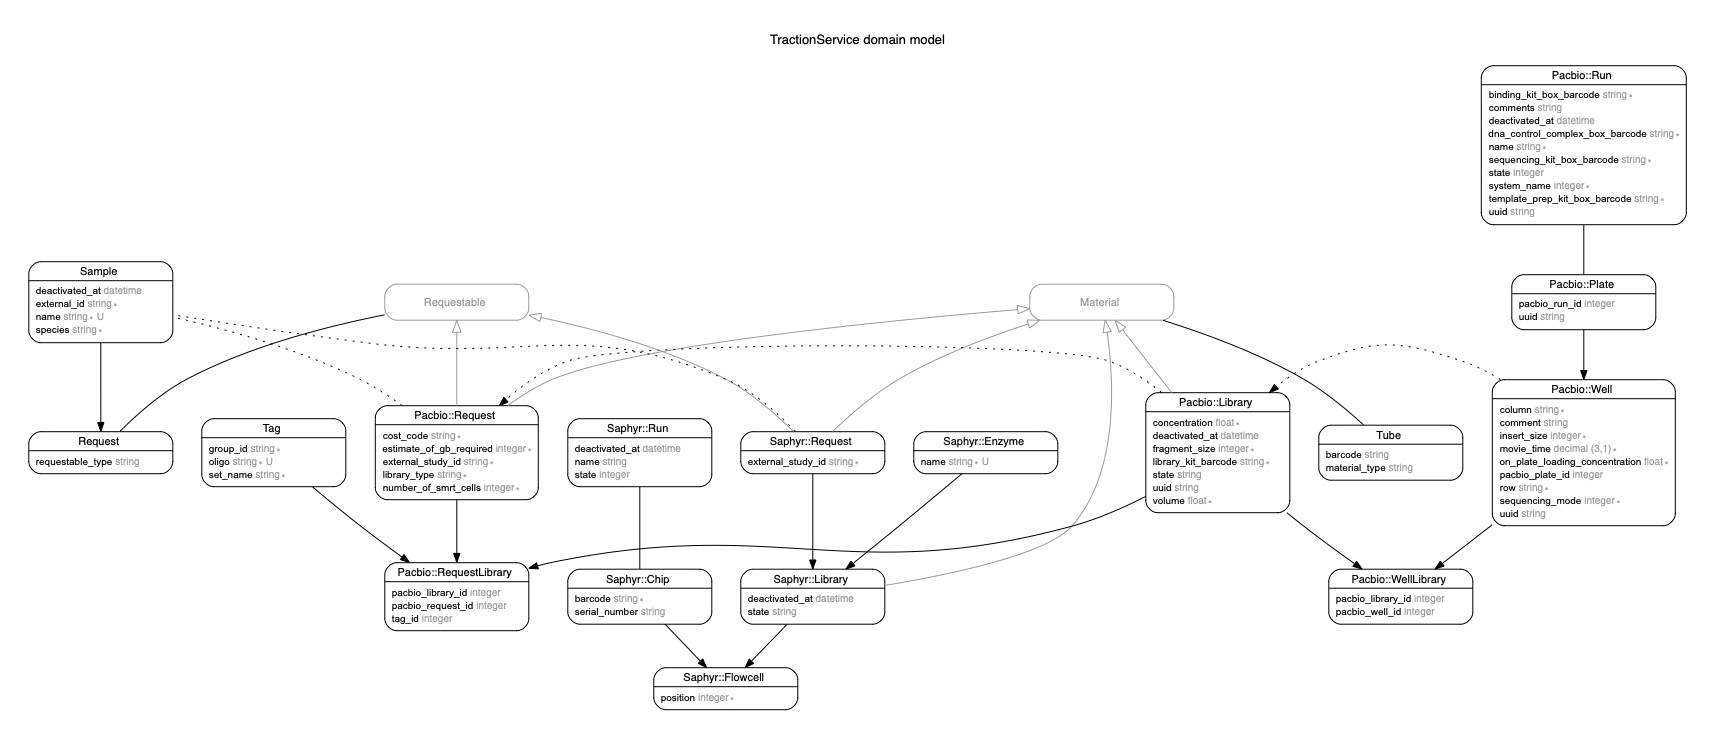 TractionService domain model
Pacbio::Run
binding_kit_box_barcode string ∗
comments string
deactivated_at datetime
dna_control_complex_box_barcode string ∗
name string ∗
sequencing_kit_box_barcode string ∗
state integer
system_name integer ∗
template_prep_kit_box_barcode string ∗
uuid string
Sample
deactivated_at datetime
external_id string ∗
name string ∗ U
species string ∗
Requestable
Material
Pacbio::Plate
pacbio_run_id integer
uuid string
Request
requestable_type string
Tag
group_id string ∗
oligo string ∗ U
set_name string ∗
Pacbio::Request
cost_code string ∗
estimate_of_gb_required integer ∗
external_study_id string ∗
library_type string ∗
number_of_smrt_cells integer ∗
Saphyr::Run
deactivated_at datetime
name string
state integer
Saphyr::Request
external_study_id string ∗
Saphyr::Enzyme
name string ∗ U
Pacbio::Library
concentration float ∗
deactivated_at datetime
fragment_size integer ∗
library_kit_barcode string ∗
state string
uuid string
volume float ∗
Tube
barcode string
material_type string
Pacbio::Well
column string ∗
comment string
insert_size integer ∗
movie_time decimal (3,1) ∗
on_plate_loading_concentration float ∗
pacbio_plate_id integer
row string ∗
sequencing_mode integer ∗
uuid string
Pacbio::RequestLibrary
pacbio_library_id integer
pacbio_request_id integer
tag_id integer
Saphyr::Chip
barcode string ∗
serial_number string
Saphyr::Library
deactivated_at datetime
state string
Pacbio::WellLibrary
pacbio_library_id integer
pacbio_well_id integer
Saphyr::Flowcell
position integer ∗